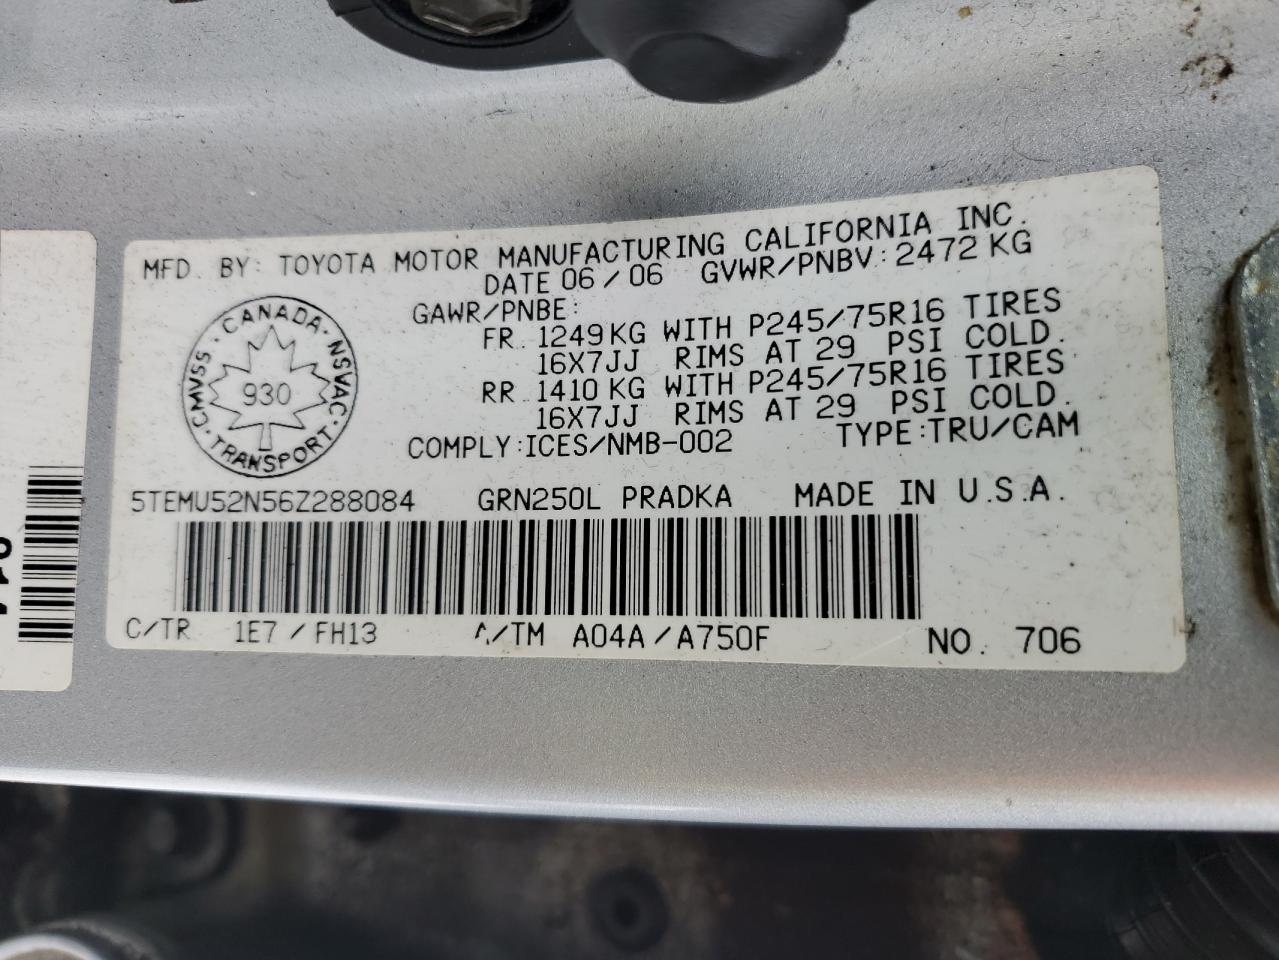 MFD. BY: TOYOTA MOTOR MANUFACTURING CALIFORNIA INC.
DATE 06/06 GVWR/PNBV: 2472 KG
GAWR/PNBE:
FR. 1249 KG WITH P245/75R16 TIRES
16X7JJ RIMS AT 29 PSI COLD.
RR. 1410 KG WITH P245/75R16 TIRES
16X7JJ RIMS AT 29 PSI COLD.
COMPLY:ICES/NMB-002 TYPE:TRU/CAM
CANADA · NSVAC · TRANSPORT · CMVSS ·
930
5TEMU52N56Z288084 GRN250L PRADKA MADE IN U.S.A.
C/TR 1E7 / FH13 A/TM A04A / A750F NO. 706